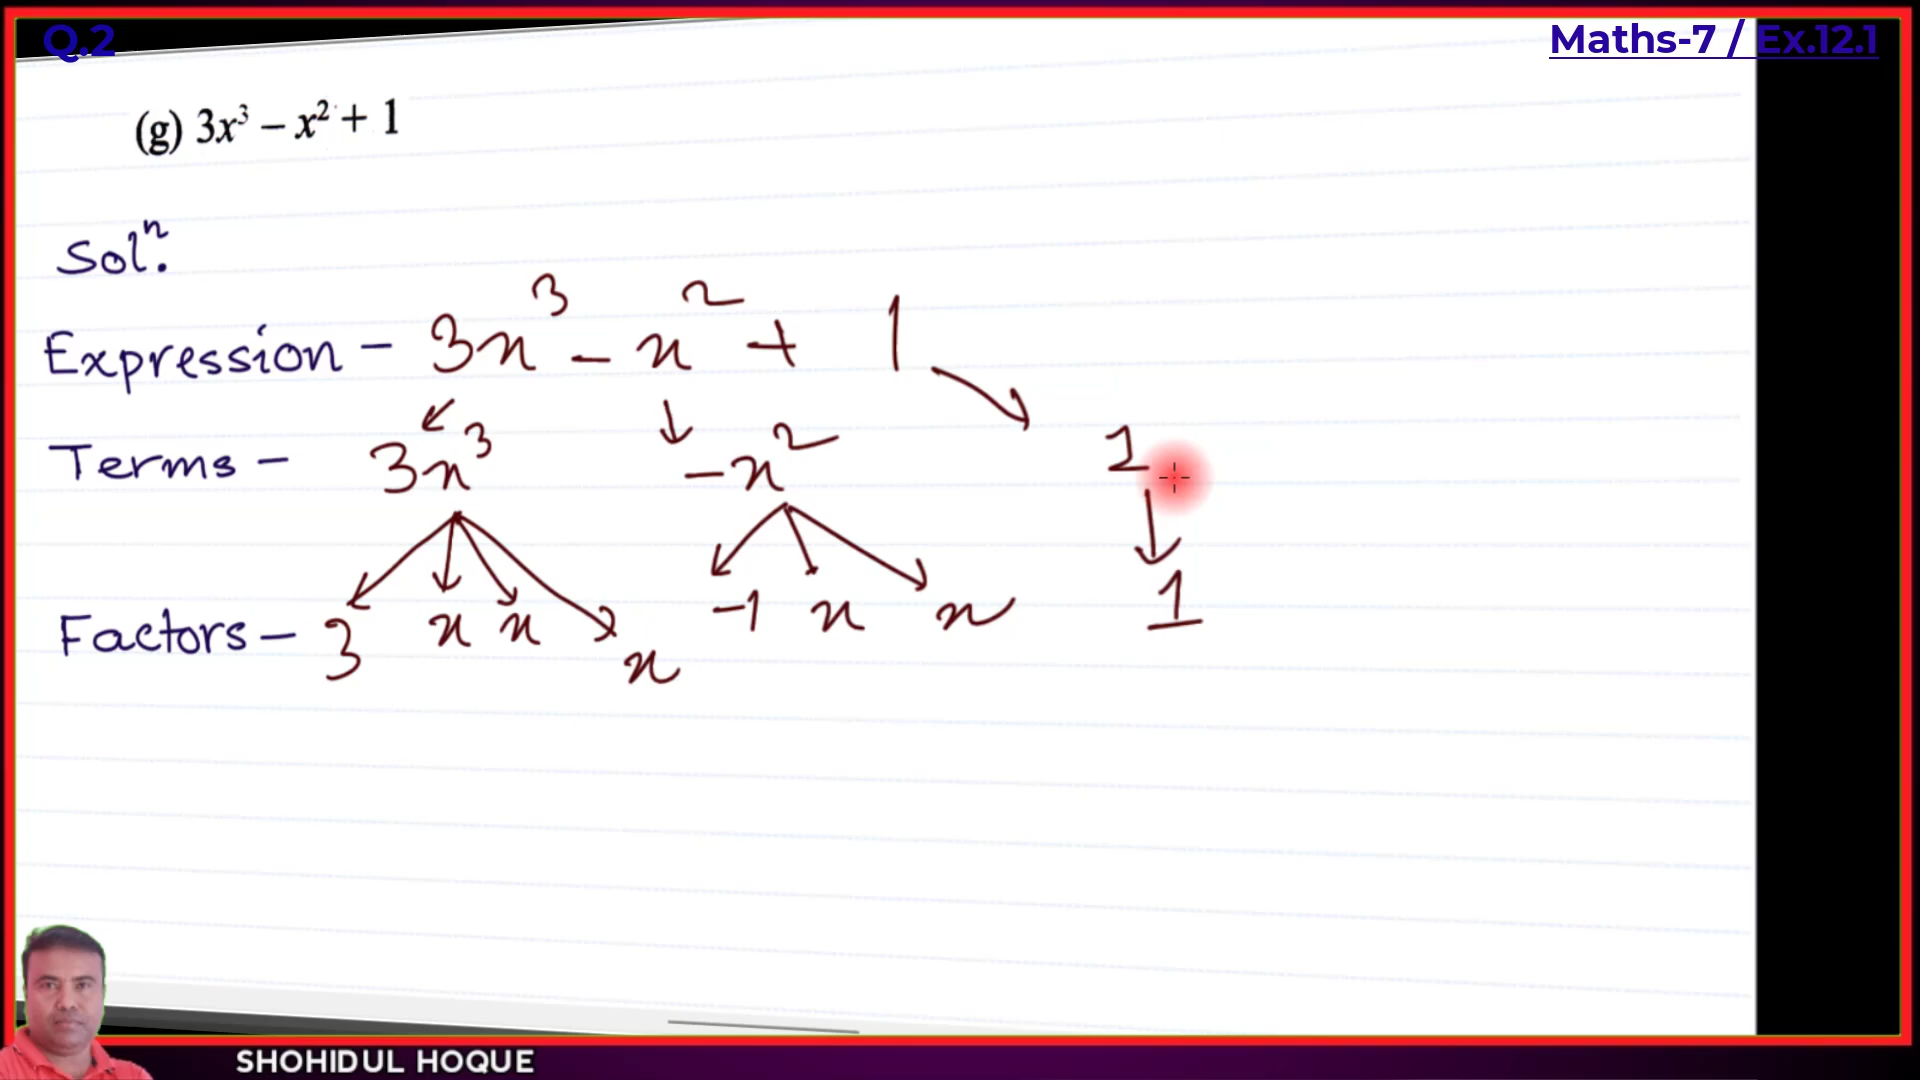 Q.2
Maths-7 / Ex.12.1
(g) 3x³ – x² + 1
Solⁿ.
Expression – 3x³ – x² + 1
Terms – 3x³ –x² 1
Factors – 3 x x x –1 x x 1
SHOHIDUL HOQUE